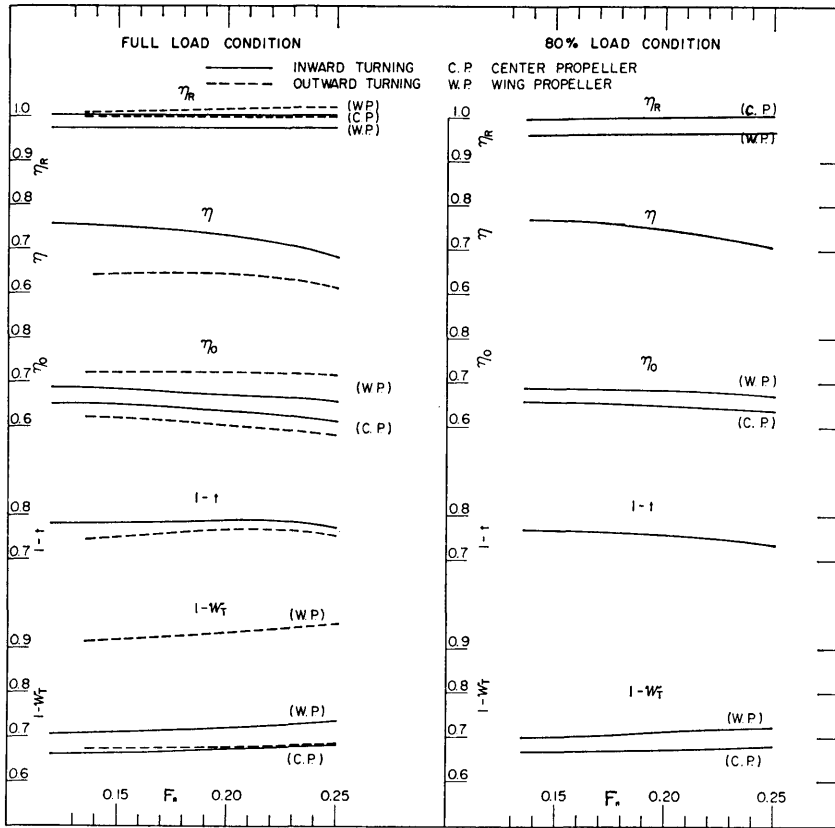 FULL LOAD CONDITION
80% LOAD CONDITION
INWARD TURNING
C. P. CENTER PROPELLER
OUTWARD TURNING
W. P. WING PROPELLER
ηR
(W.P)
(C.P)
(W.P)
1.0
0.9
ηR
0.8
η
0.7
η
0.6
0.8
ηo
0.7
ηo
(W.P)
0.6
(C.P)
1-t
0.8
1-t
0.7
1-WT
(W.P)
0.9
0.8
1-WT
(W.P)
0.7
(C.P.)
0.6
0.15
Fn
0.20
0.25
ηR
(C.P)
1.0
ηR
(W.P)
0.9
0.8
η
η
0.7
0.6
0.8
ηo
ηo
0.7
(W.P)
0.6
(C.P.)
1-t
0.8
1-t
0.7
0.9
0.8
1-WT
1-WT
(W.P)
0.7
(C.P.)
0.6
0.15
Fn
0.20
0.25